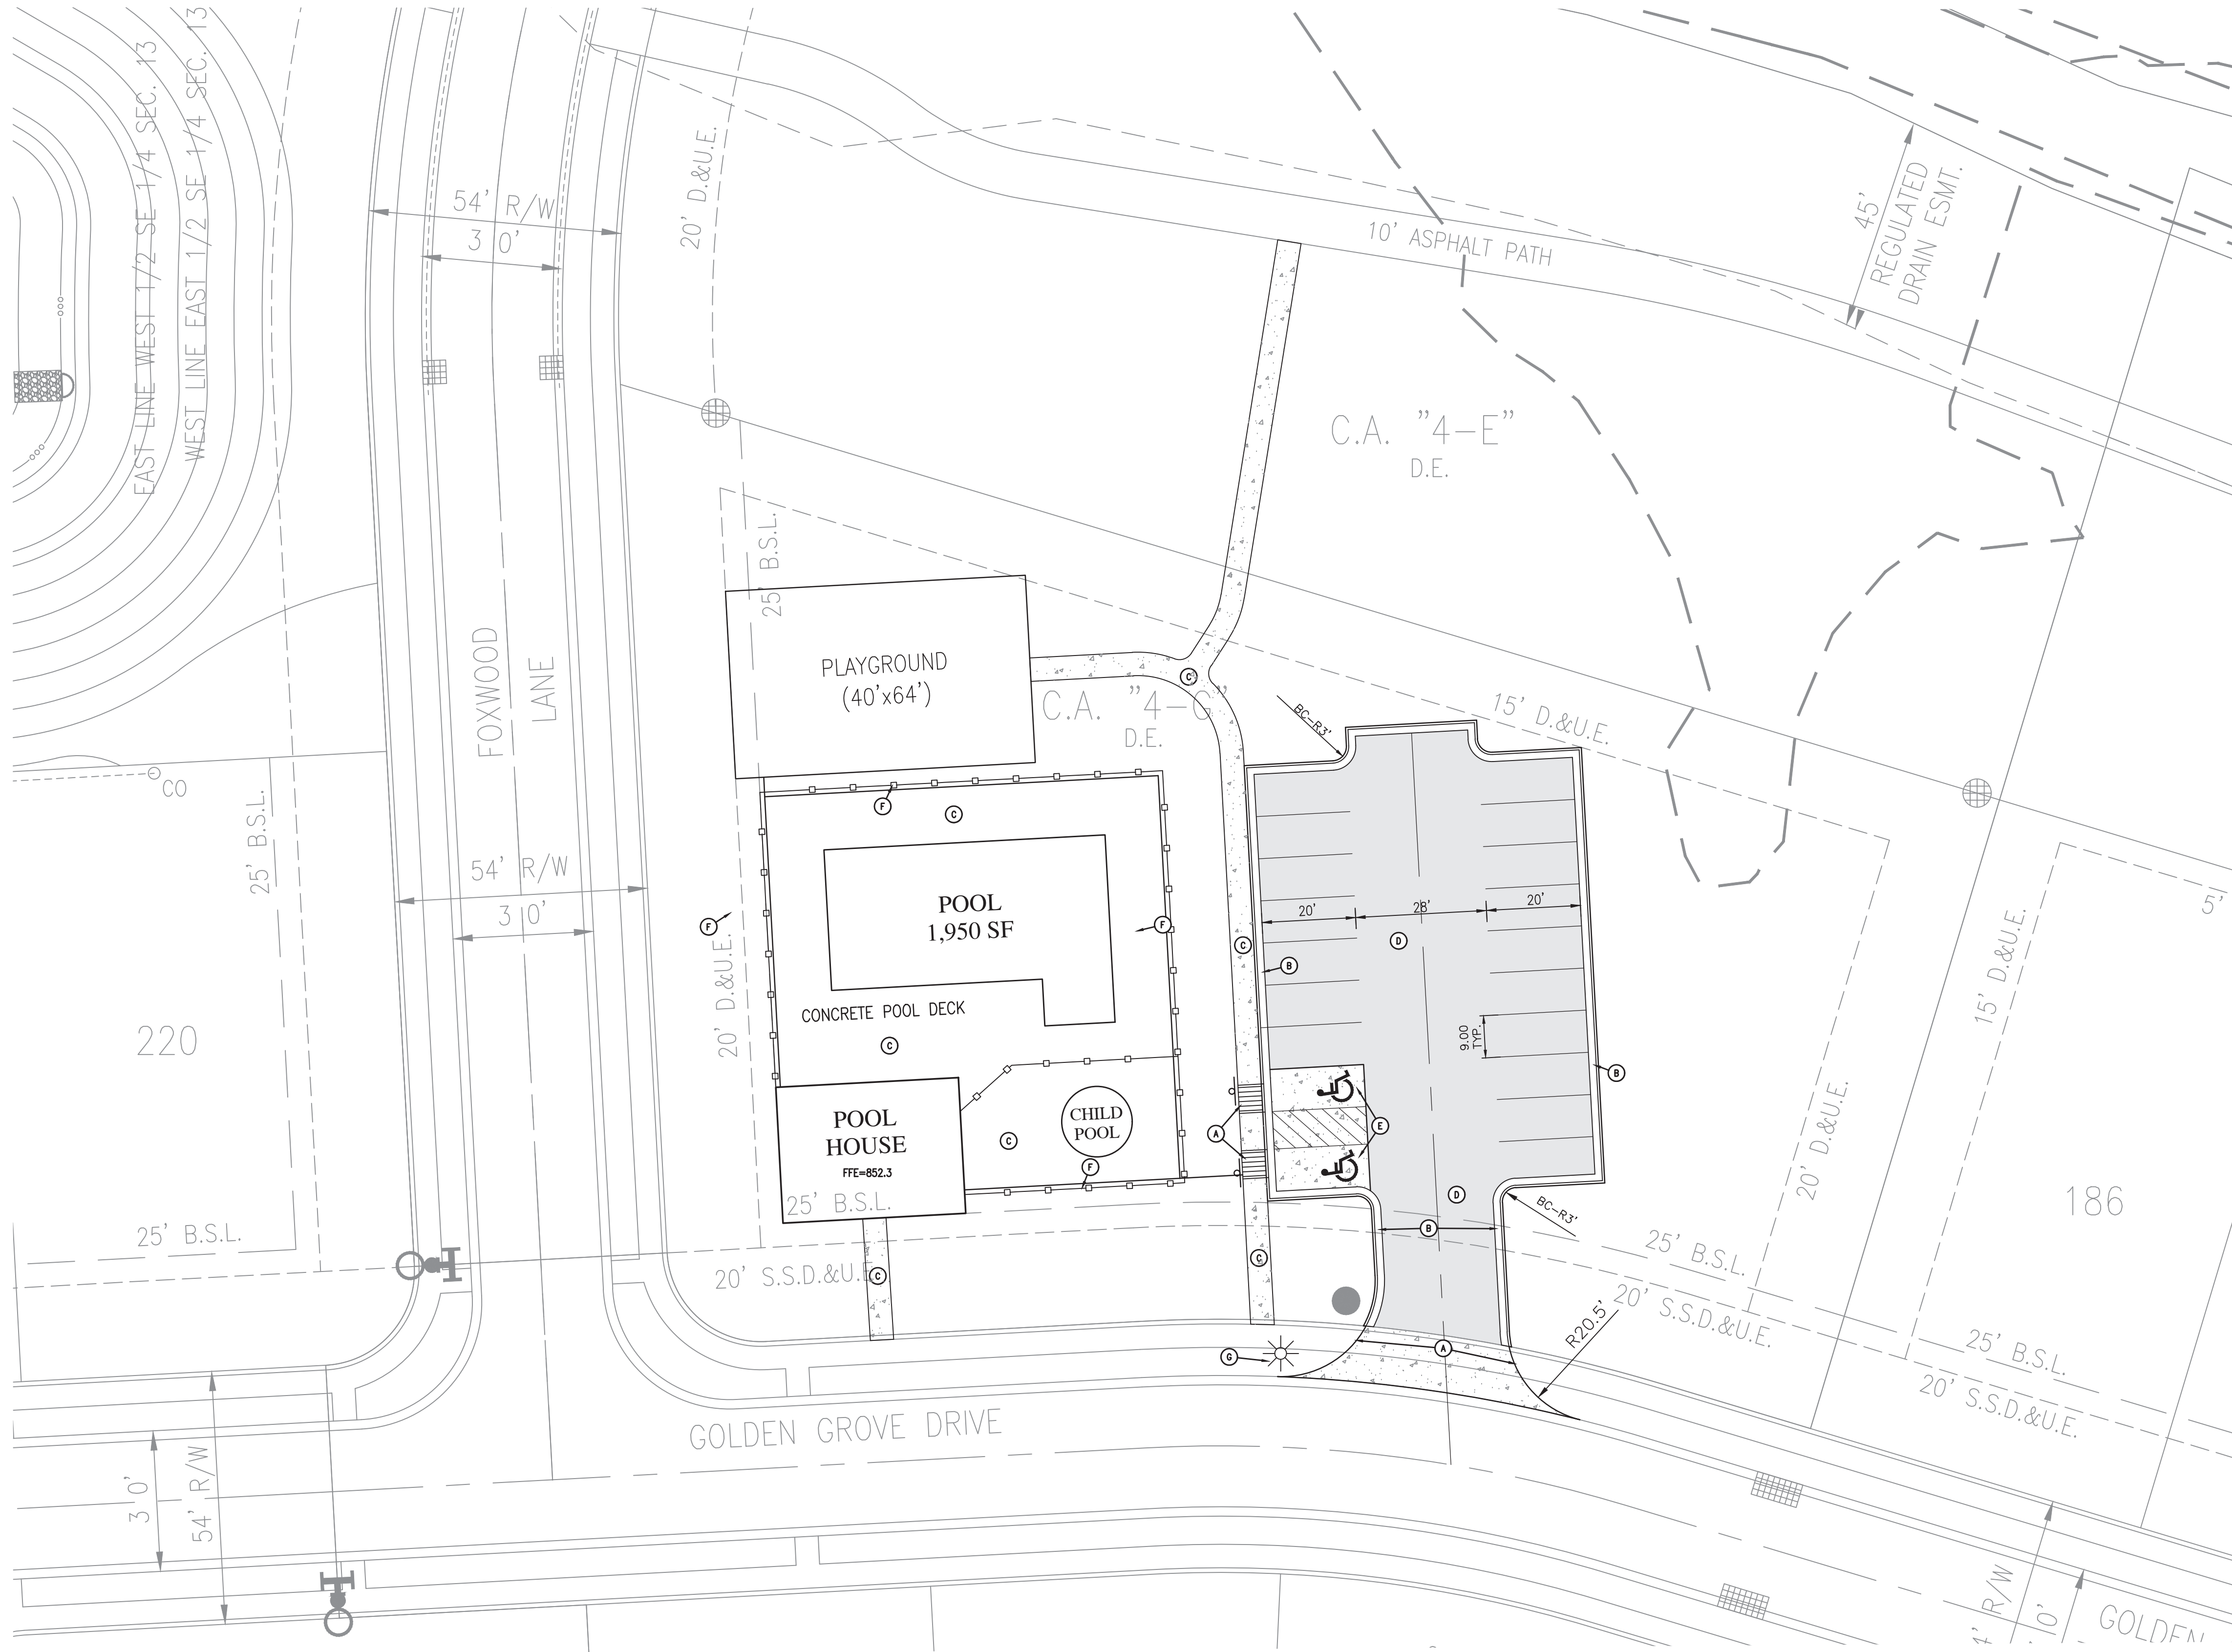 EAST LINE WEST 1/2 SE 1/4 SEC. 13
WEST LINE EAST 1/2 SE 1/4 SEC. 13
54' R/W
30'
20' D.&U.E.
10' ASPHALT PATH
45'
REGULATED
DRAIN ESMT.
C.A. "4-E"
D.E.
25' B.S.L.
FOXWOOD
LANE
PLAYGROUND
(40'x64')
C
C.A. "4-G"
D.E.
BC-R3'
15' D.&U.E.
CO
25' B.S.L.
F
C
54' R/W
30'
F
POOL
1,950 SF
F
C
20'
28'
20'
D
B
5'
20' D.&U.E.
15' D.&U.E.
CONCRETE POOL DECK
C
220
9.00
TYP.
B
POOL
HOUSE
FFE=852.3
CHILD
POOL
C
A
E
F
20' D.&U.E.
186
25' B.S.L.
D
BC-R3'
B
25' B.S.L.
C
20' S.S.D.&U.E.
C
25' B.S.L.
20' S.S.D.&U.E.
R20.5'
25' B.S.L.
20' S.S.D.&U.E.
G
A
GOLDEN GROVE DRIVE
30'
54' R/W
R/W
0'
GOLDEN